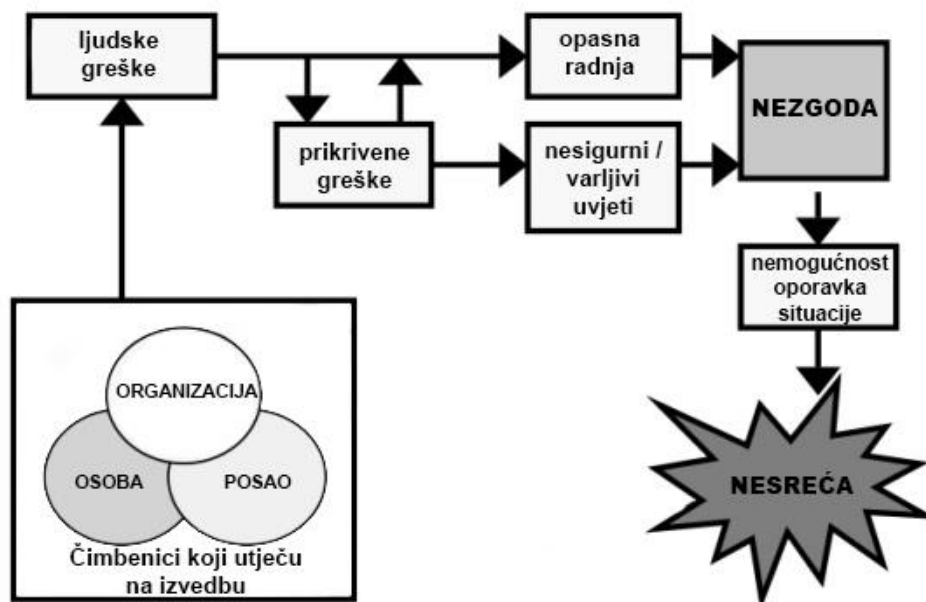 ljudske
greške
opasna
radnja
NEZGODA
prikrivene
greške
nesigurni /
varljivi
uvjeti
nemogućnost
oporavka
situacije
ORGANIZACIJA
OSOBA
POSAO
NESREĆA
Čimbenici koji utječu
na izvedbu